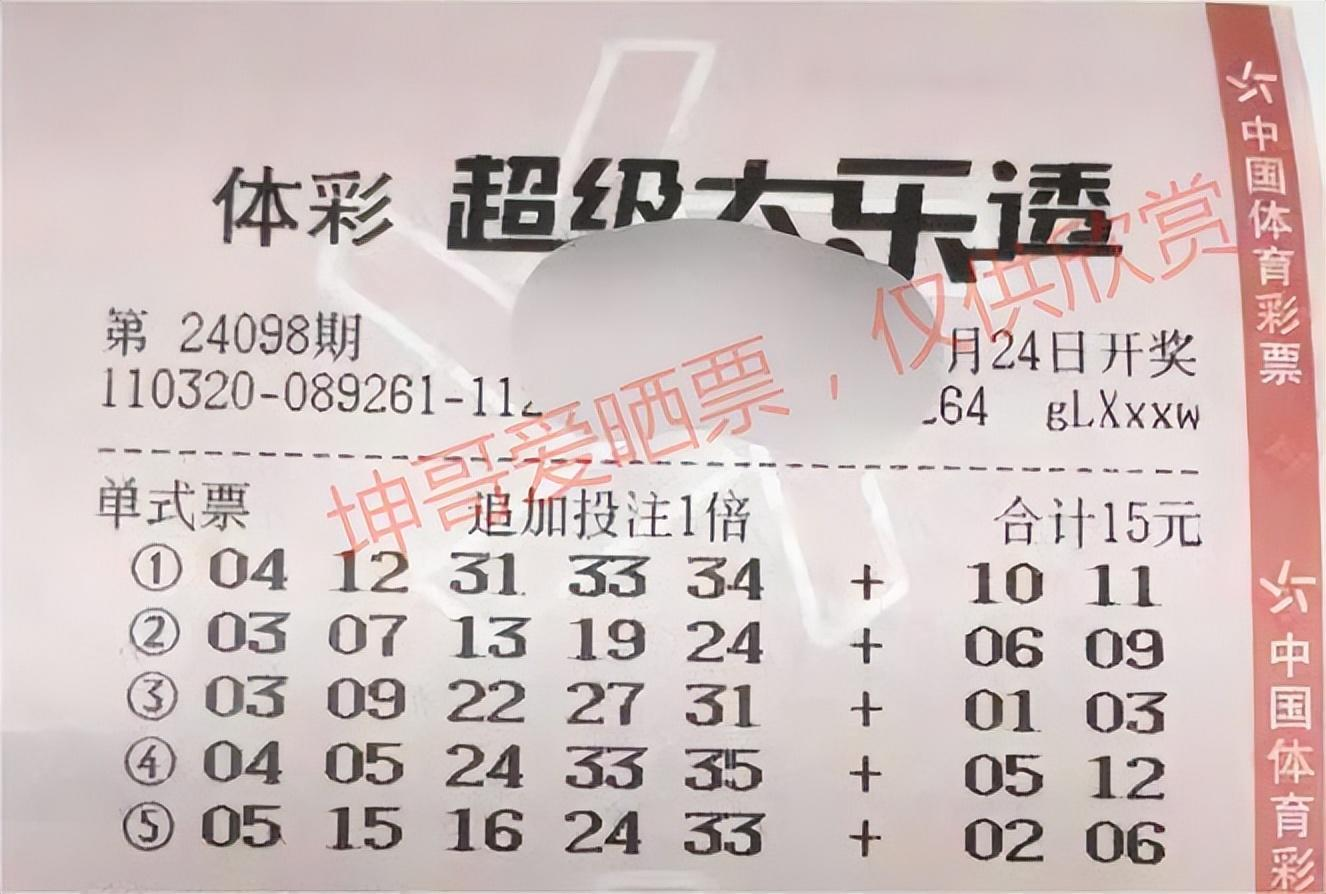 体彩 超级大乐透
第 24098期 月24日开奖
110320-089261-112 64 gLXxxw
单式票 追加投注1倍 合计15元
① 04 12 31 33 34 + 10 11
② 03 07 13 19 24 + 06 09
③ 03 09 22 27 31 + 01 03
④ 04 05 24 33 35 + 05 12
⑤ 05 15 16 24 33 + 02 06
坤哥爱晒票，仅供欣赏
中国体育彩票
中国体育彩